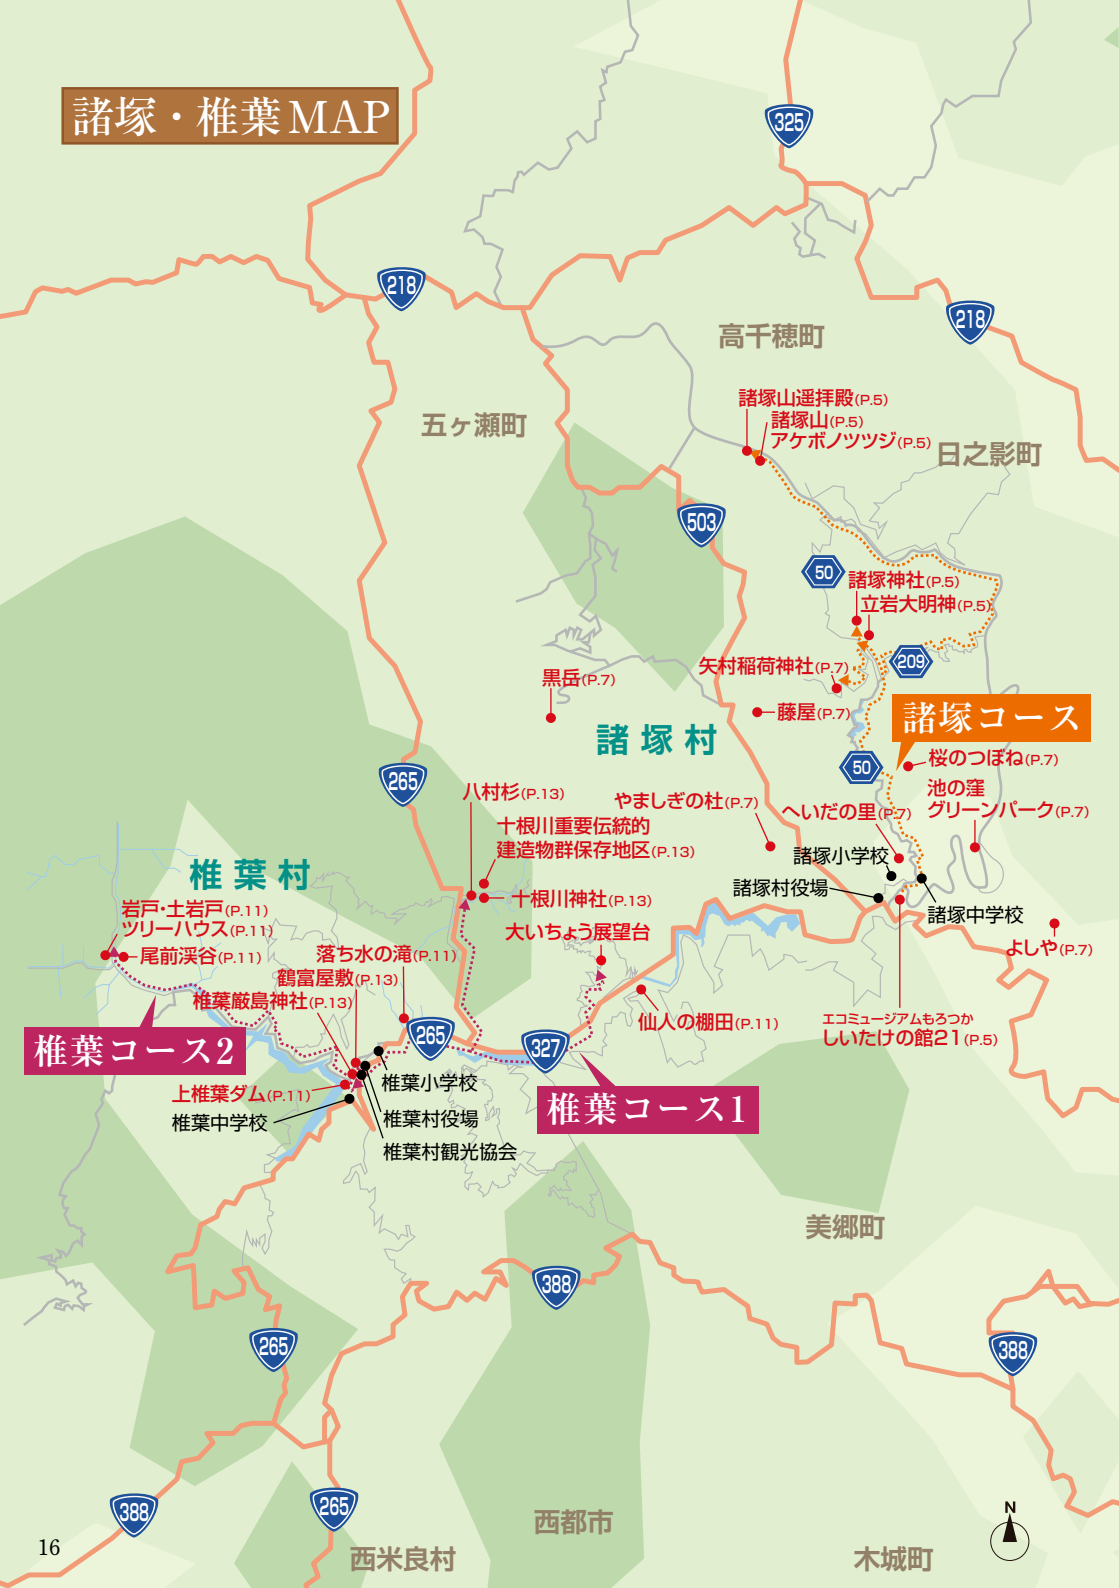 諸塚・椎葉MAP
325
218
218
高千穂町
諸塚山遥拝殿(P.5)
諸塚山(P.5)
アケボノツツジ(P.5)
五ヶ瀬町
日之影町
503
50
諸塚神社(P.5)
立岩大明神(P.5)
209
矢村稲荷神社(P.7)
黒岳(P.7)
藤屋(P.7)
諸塚コース
諸塚村
桜のつぼね(P.7)
50
265
池の窪
グリーンパーク(P.7)
八村杉(P.13)
やましぎの杜(P.7)
へいだの里(P.7)
十根川重要伝統的
建造物群保存地区(P.13)
諸塚小学校
椎葉村
諸塚村役場
十根川神社(P.13)
岩戸・土岩戸(P.11)
ツリーハウス(P.11)
諸塚中学校
大いちょう展望台
尾前渓谷(P.11)
落ち水の滝(P.11)
よしや(P.7)
鶴富屋敷(P.13)
椎葉厳島神社(P.13)
仙人の棚田(P.11)
エコミュージアムもろつか
しいたけの館21(P.5)
265
327
椎葉コース2
椎葉小学校
上椎葉ダム(P.11)
椎葉コース1
椎葉中学校
椎葉村役場
椎葉村観光協会
美郷町
388
265
388
388
265
西都市
N
16
西米良村
木城町